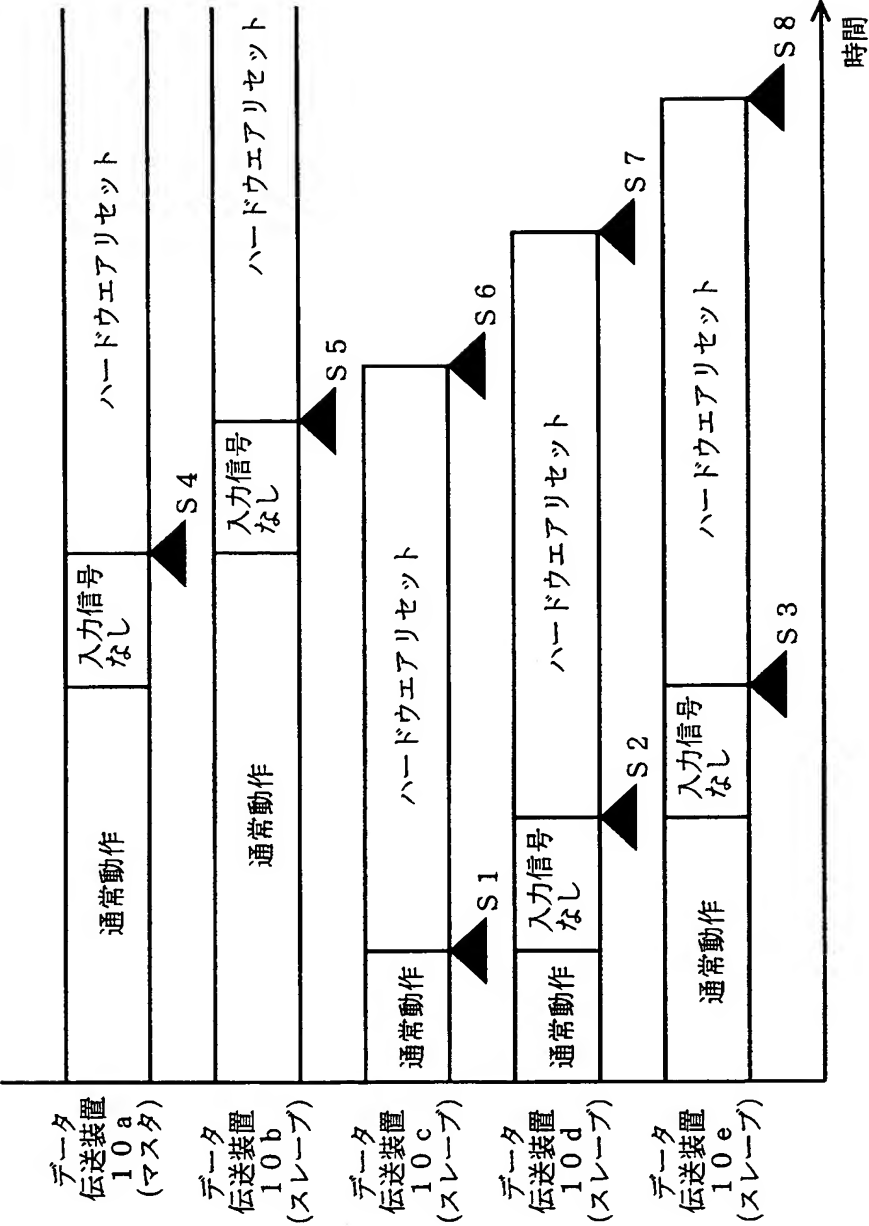 データ
伝送装置
１０ａ
(マスタ)
通常動作
入力信号
なし
ハードウエアリセット
Ｓ４
データ
伝送装置
１０ｂ
(スレーブ)
通常動作
入力信号
なし
ハードウエアリセット
Ｓ５
データ
伝送装置
１０ｃ
(スレーブ)
通常動作
ハードウエアリセット
Ｓ１
Ｓ６
データ
伝送装置
１０ｄ
(スレーブ)
通常動作
入力信号
なし
ハードウエアリセット
Ｓ２
Ｓ７
データ
伝送装置
１０ｅ
(スレーブ)
通常動作
入力信号
なし
ハードウエアリセット
Ｓ３
Ｓ８
時間